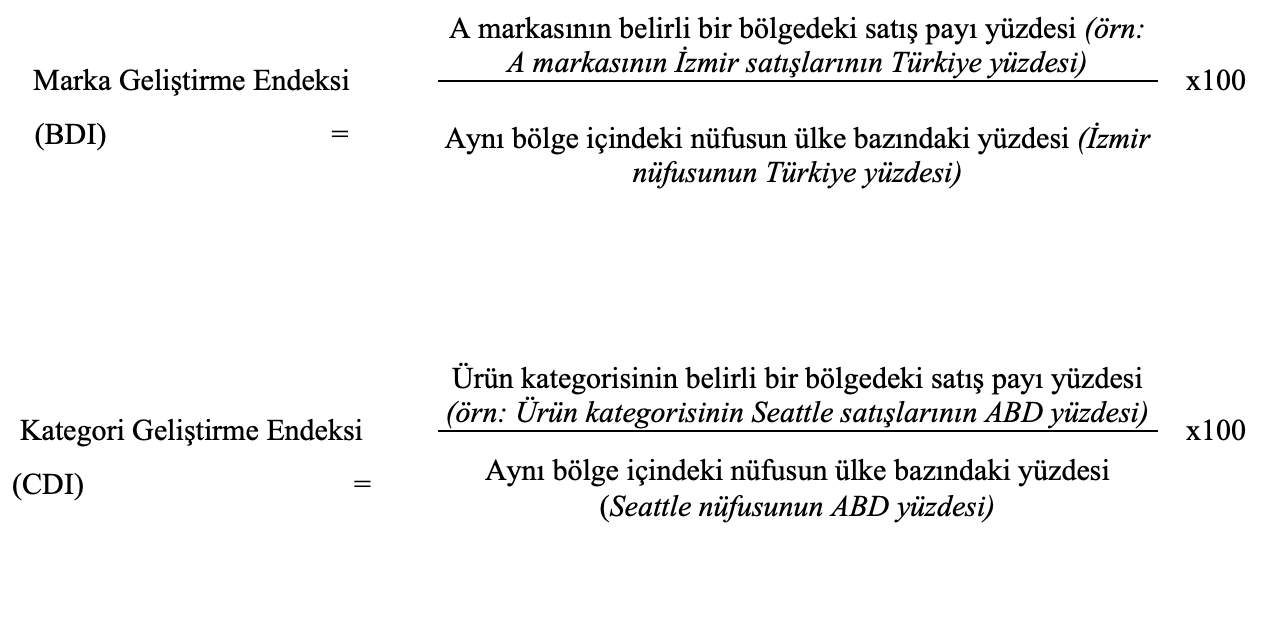 A markasının belirli bir bölgedeki satış payı yüzdesi (örn:
A markasının İzmir satışlarının Türkiye yüzdesi)
Marka Geliştirme Endeksi
x100
(BDI) =
Aynı bölge içindeki nüfusun ülke bazındaki yüzdesi (İzmir
nüfusunun Türkiye yüzdesi)
Ürün kategorisinin belirli bir bölgedeki satış payı yüzdesi
(örn: Ürün kategorisinin Seattle satışlarının ABD yüzdesi)
Kategori Geliştirme Endeksi
x100
(CDI) =
Aynı bölge içindeki nüfusun ülke bazındaki yüzdesi
(Seattle nüfusunun ABD yüzdesi)